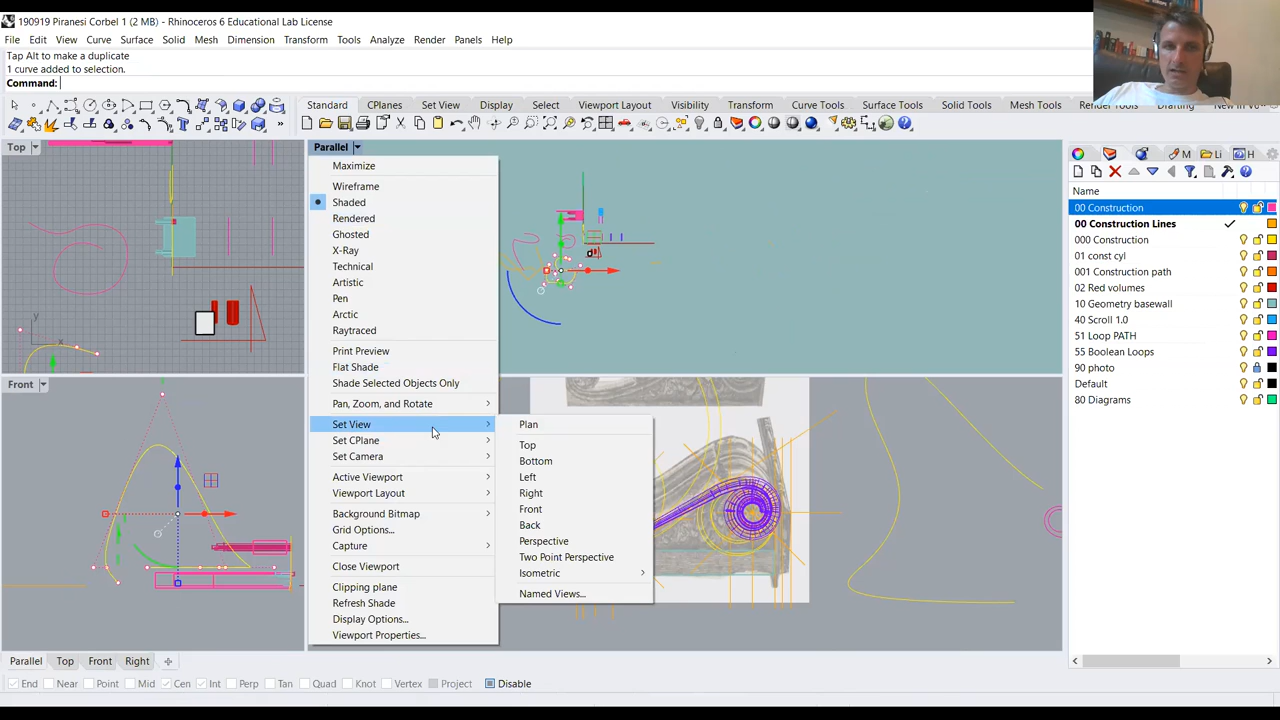 190919 Piranesi Corbel 1 (2 MB) - Rhinoceros 6 Educational Lab License
File Edit View Curve Surface Solid Mesh Dimension Transform Tools Analyze Render Panels Help
Tap Alt to make a duplicate
1 curve added to selection.
Command:
Standard CPlanes Set View Display Select Viewport Layout Visibility Transform Curve Tools Surface Tools Solid Tools Mesh Tools Render Tools Drafting New in V6
Top
Parallel
Maximize
Wireframe
Shaded
Rendered
Ghosted
X-Ray
Technical
Artistic
Pen
Arctic
Raytraced
Print Preview
Flat Shade
Shade Selected Objects Only
Pan, Zoom, and Rotate
Set View
Set CPlane
Set Camera
Active Viewport
Viewport Layout
Background Bitmap
Grid Options...
Capture
Close Viewport
Clipping plane
Refresh Shade
Display Options...
Viewport Properties...
Plan
Top
Bottom
Left
Right
Front
Back
Perspective
Two Point Perspective
Isometric
Named Views...
y
x
Front
M Li H
Name
00 Construction
00 Construction Lines
000 Construction
01 const cyl
001 Construction path
02 Red volumes
10 Geometry basewall
40 Scroll 1.0
51 Loop PATH
55 Boolean Loops
90 photo
Default
80 Diagrams
Parallel Top Front Right
End Near Point Mid Cen Int Perp Tan Quad Knot Vertex Project Disable